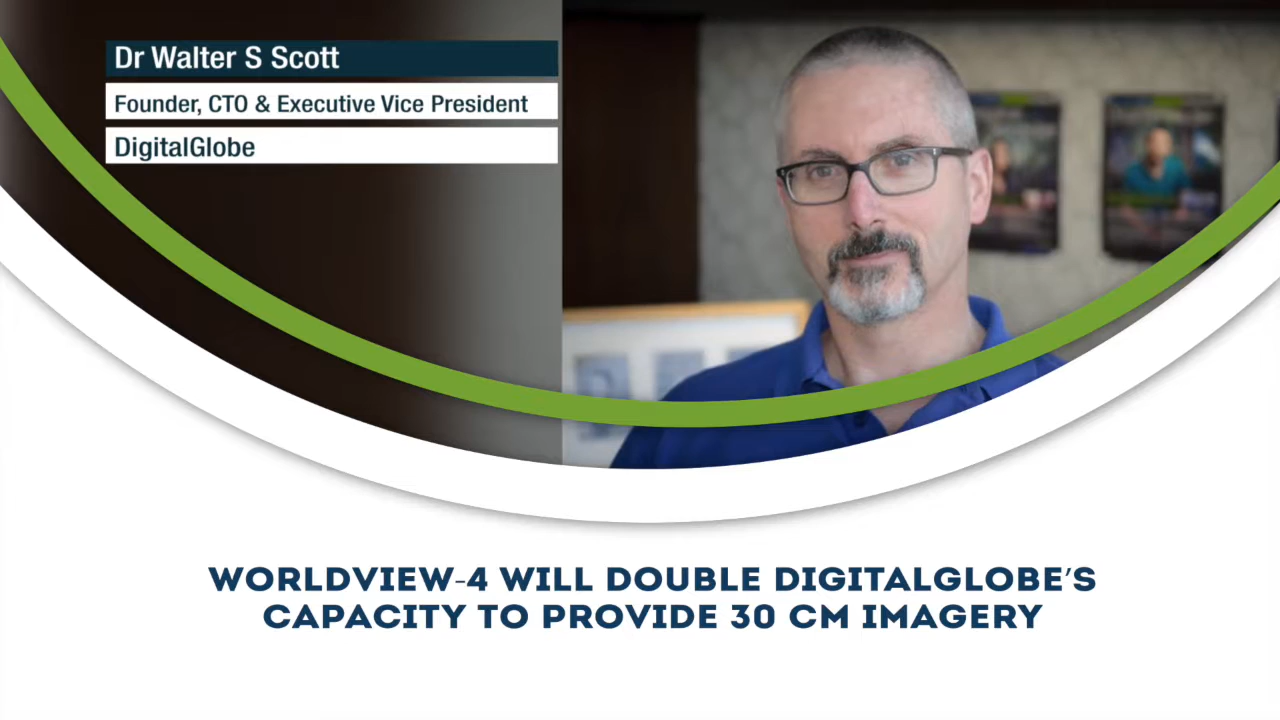 Dr Walter S Scott
Founder, CTO & Executive Vice President
DigitalGlobe
WORLDVIEW-4 WILL DOUBLE DIGITALGLOBE'S
CAPACITY TO PROVIDE 30 CM IMAGERY